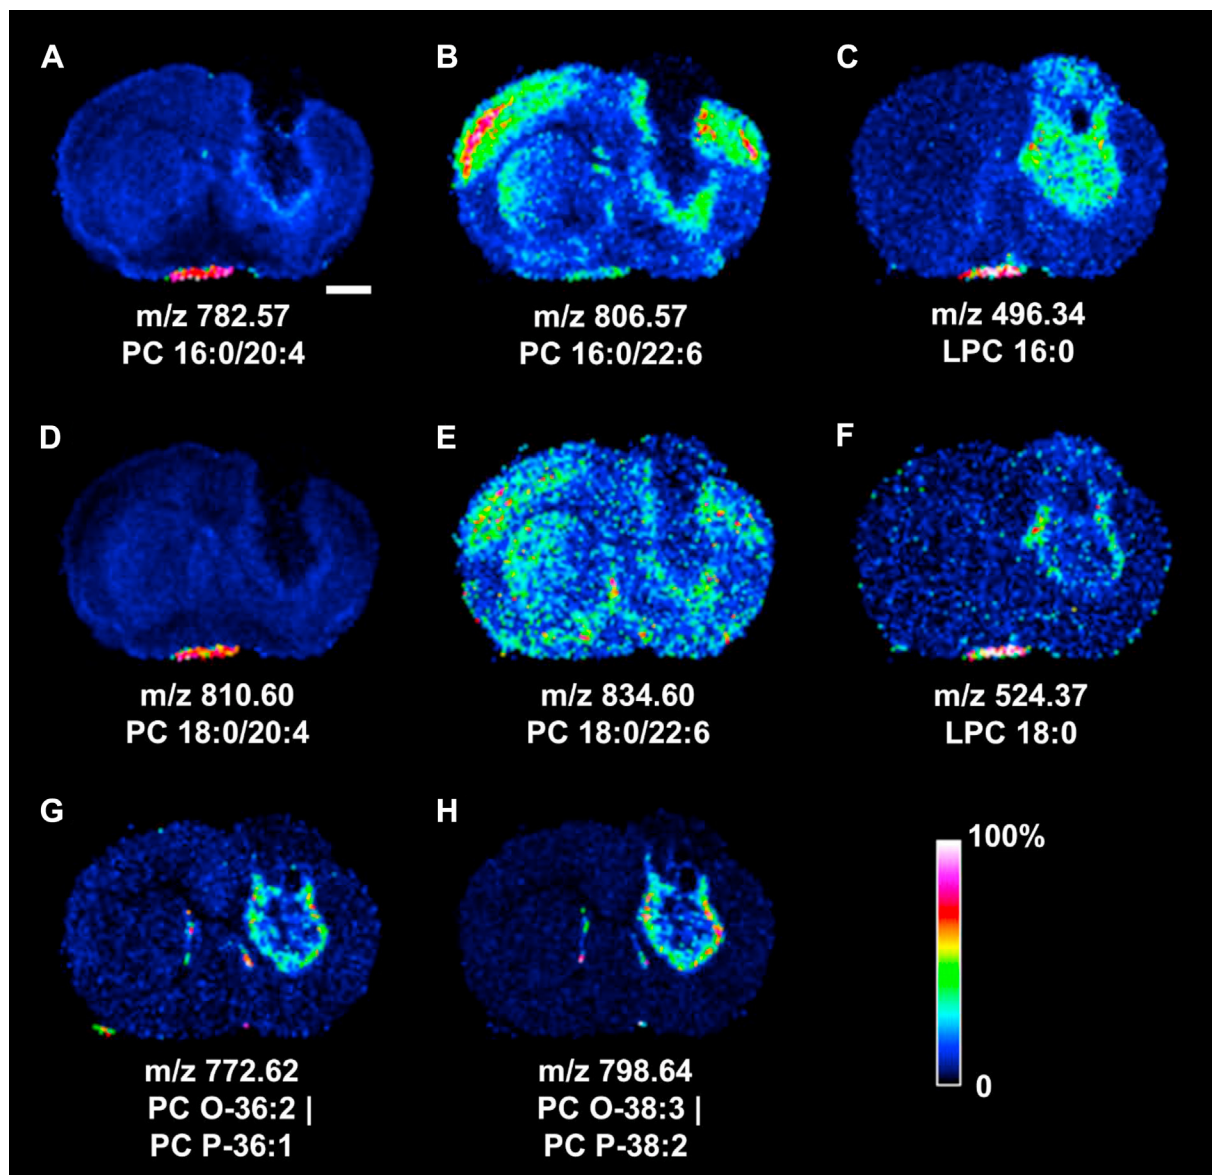 A
B
C
m/z 782.57
PC 16:0/20:4
m/z 806.57
PC 16:0/22:6
m/z 496.34
LPC 16:0
D
E
F
m/z 810.60
PC 18:0/20:4
m/z 834.60
PC 18:0/22:6
m/z 524.37
LPC 18:0
G
H
100%
0
m/z 772.62
PC O-36:2 |
PC P-36:1
m/z 798.64
PC O-38:3 |
PC P-38:2